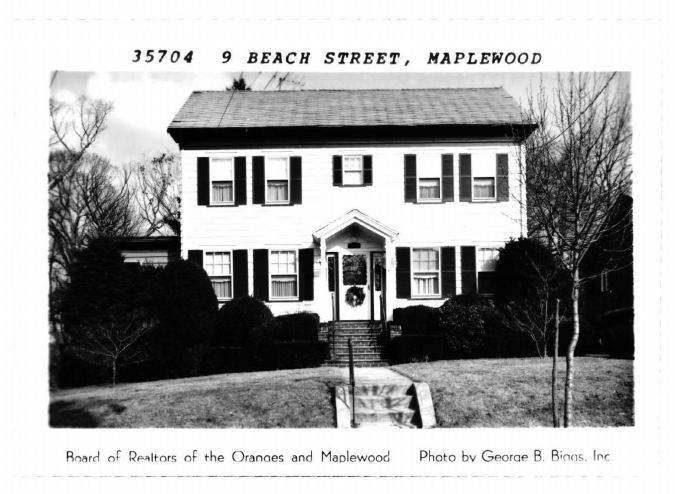 35704 9 BEACH STREET, MAPLEWOOD
Board of Realtors of the Oranges and Maplewood Photo by George B. Biggs, Inc.